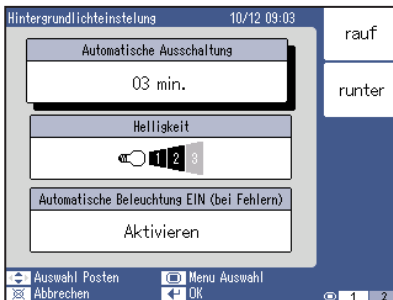 Hintergrundlichteinstelung 10/12 09:03
rauf
Automatische Ausschaltung
03 min.
runter
Helligkeit
1 2 3
Automatische Beleuchtung EIN (bei Fehlern)
Aktivieren
Auswahl Posten Menu Auswahl
Abbrechen OK
1 2